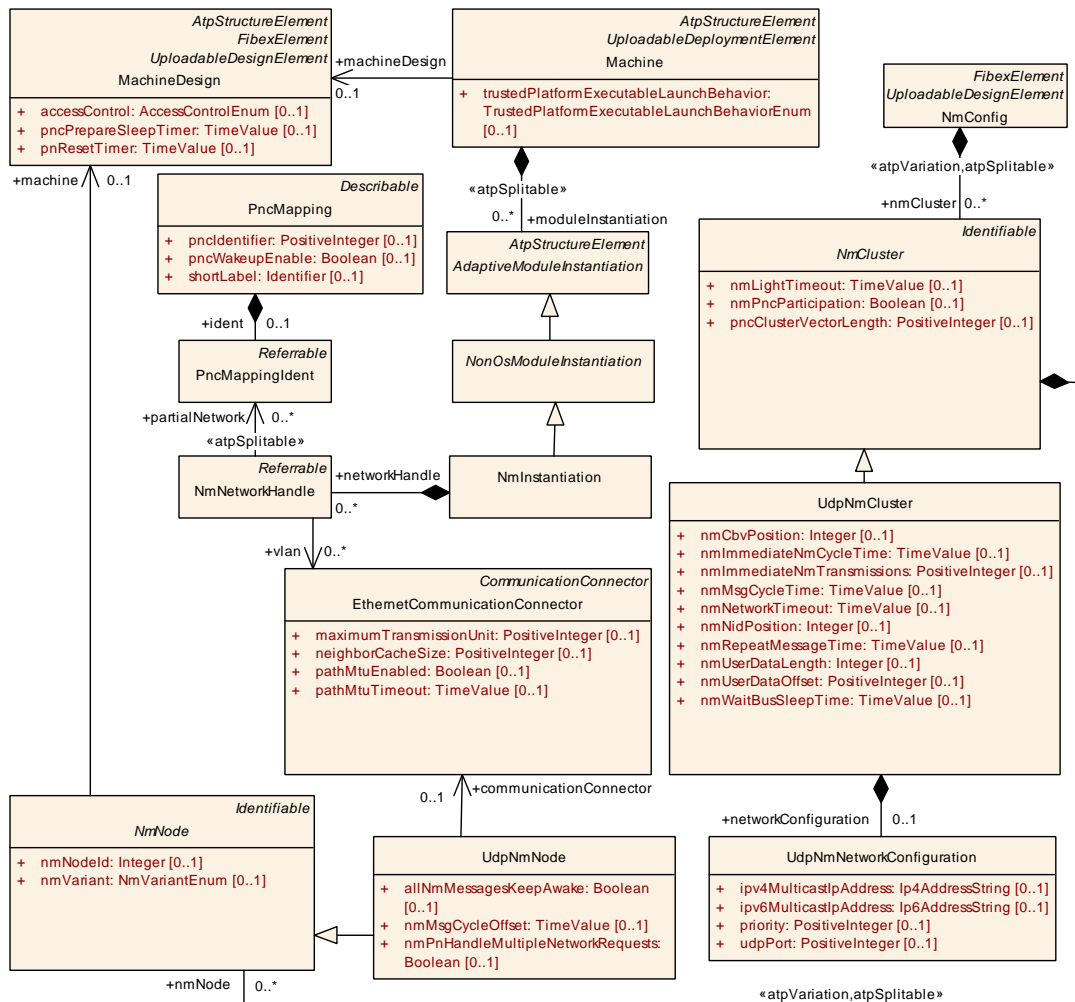 AtpStructureElement
FibexElement
UploadableDesignElement
MachineDesign
+ accessControl: AccessControlEnum [0..1]
+ pncPrepareSleepTimer: TimeValue [0..1]
+ pnResetTimer: TimeValue [0..1]
+machineDesign
0..1
AtpStructureElement
UploadableDeploymentElement
Machine
+ trustedPlatformExecutableLaunchBehavior:
TrustedPlatformExecutableLaunchBehaviorEnum
[0..1]
FibexElement
UploadableDesignElement
NmConfig
+machine 0..1
«atpSplitable»
0..* +moduleInstantiation
«atpVariation,atpSplitable»
+nmCluster 0..*
Describable
PncMapping
+ pncIdentifier: PositiveInteger [0..1]
+ pncWakeupEnable: Boolean [0..1]
+ shortLabel: Identifier [0..1]
AtpStructureElement
AdaptiveModuleInstantiation
Identifiable
NmCluster
+ nmLightTimeout: TimeValue [0..1]
+ nmPncParticipation: Boolean [0..1]
+ pncClusterVectorLength: PositiveInteger [0..1]
+ident 0..1
Referrable
PncMappingIdent
NonOsModuleInstantiation
+partialNetwork 0..*
«atpSplitable»
Referrable
NmNetworkHandle
+networkHandle
0..*
NmInstantiation
+vlan 0..*
UdpNmCluster
+ nmCbvPosition: Integer [0..1]
+ nmImmediateNmCycleTime: TimeValue [0..1]
+ nmImmediateNmTransmissions: PositiveInteger [0..1]
+ nmMsgCycleTime: TimeValue [0..1]
+ nmNetworkTimeout: TimeValue [0..1]
+ nmNidPosition: Integer [0..1]
+ nmRepeatMessageTime: TimeValue [0..1]
+ nmUserDataLength: Integer [0..1]
+ nmUserDataOffset: PositiveInteger [0..1]
+ nmWaitBusSleepTime: TimeValue [0..1]
CommunicationConnector
EthernetCommunicationConnector
+ maximumTransmissionUnit: PositiveInteger [0..1]
+ neighborCacheSize: PositiveInteger [0..1]
+ pathMtuEnabled: Boolean [0..1]
+ pathMtuTimeout: TimeValue [0..1]
+communicationConnector
0..1
+networkConfiguration 0..1
Identifiable
NmNode
+ nmNodeId: Integer [0..1]
+ nmVariant: NmVariantEnum [0..1]
UdpNmNode
+ allNmMessagesKeepAwake: Boolean
[0..1]
+ nmMsgCycleOffset: TimeValue [0..1]
+ nmPnHandleMultipleNetworkRequests:
Boolean [0..1]
UdpNmNetworkConfiguration
+ ipv4MulticastIpAddress: Ip4AddressString [0..1]
+ ipv6MulticastIpAddress: Ip6AddressString [0..1]
+ priority: PositiveInteger [0..1]
+ udpPort: PositiveInteger [0..1]
+nmNode 0..*
«atpVariation,atpSplitable»